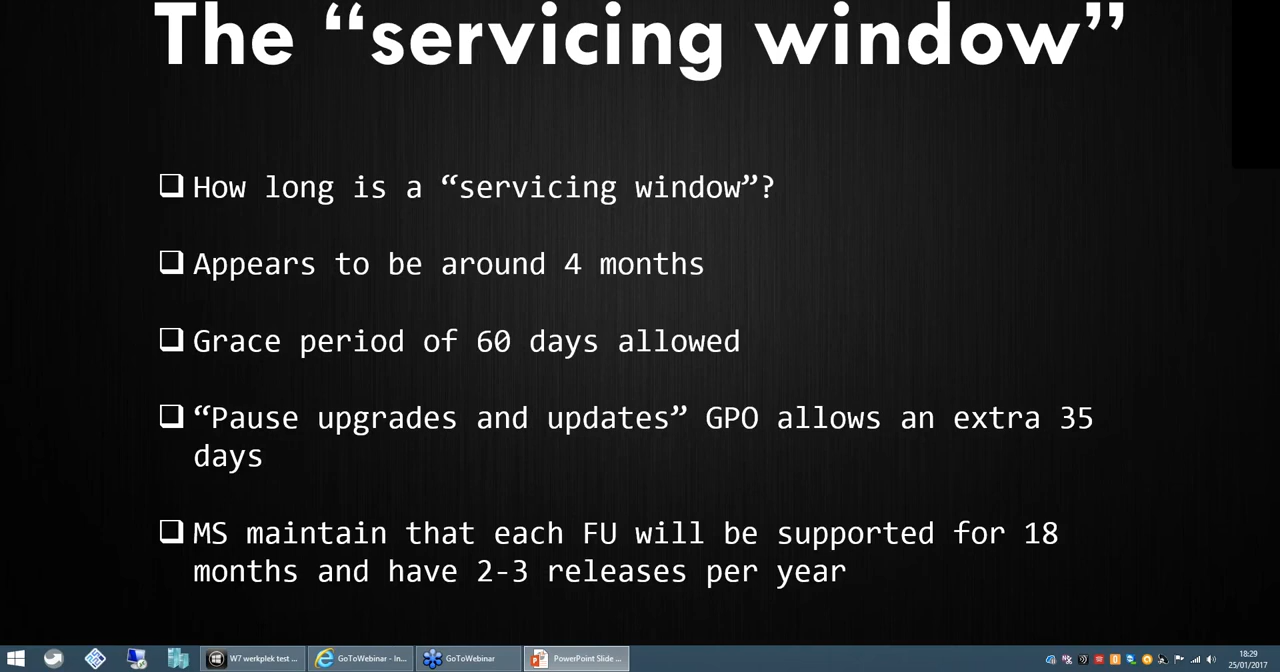 The “servicing window”
How long is a “servicing window”?
Appears to be around 4 months
Grace period of 60 days allowed
“Pause upgrades and updates” GPO allows an extra 35
days
MS maintain that each FU will be supported for 18
months and have 2-3 releases per year
W7 werkplek test ...
GoToWebinar - In...
GoToWebinar
PowerPoint Slide ...
18:29
25/01/2017